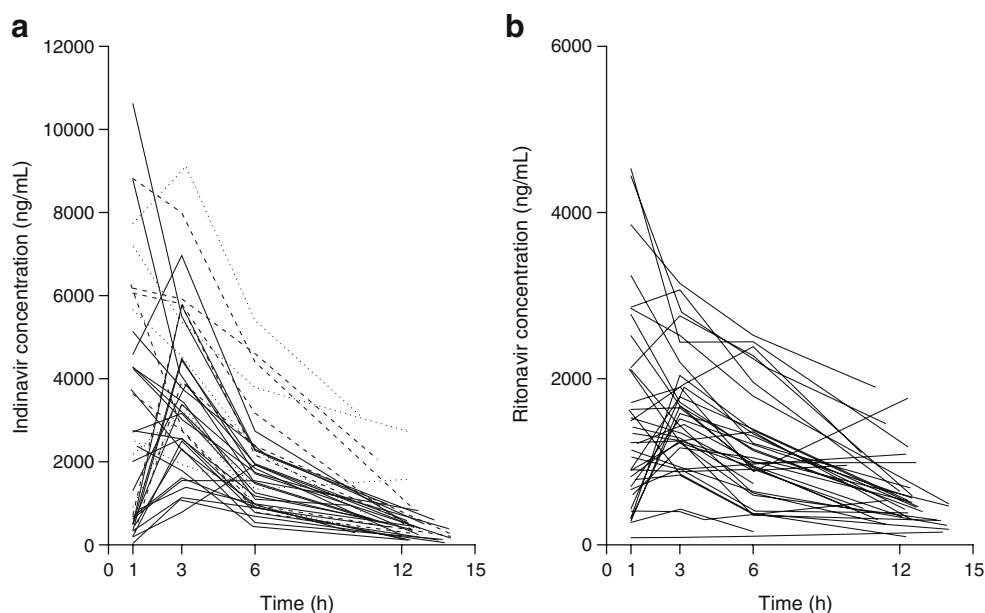 a
12000
10000
8000
6000
4000
2000
0
0 1 3 6 12 15
Time (h)
Indinavir concentration (ng/mL)
b
6000
4000
2000
0
0 1 3 6 12 15
Time (h)
Ritonavir concentration (ng/mL)